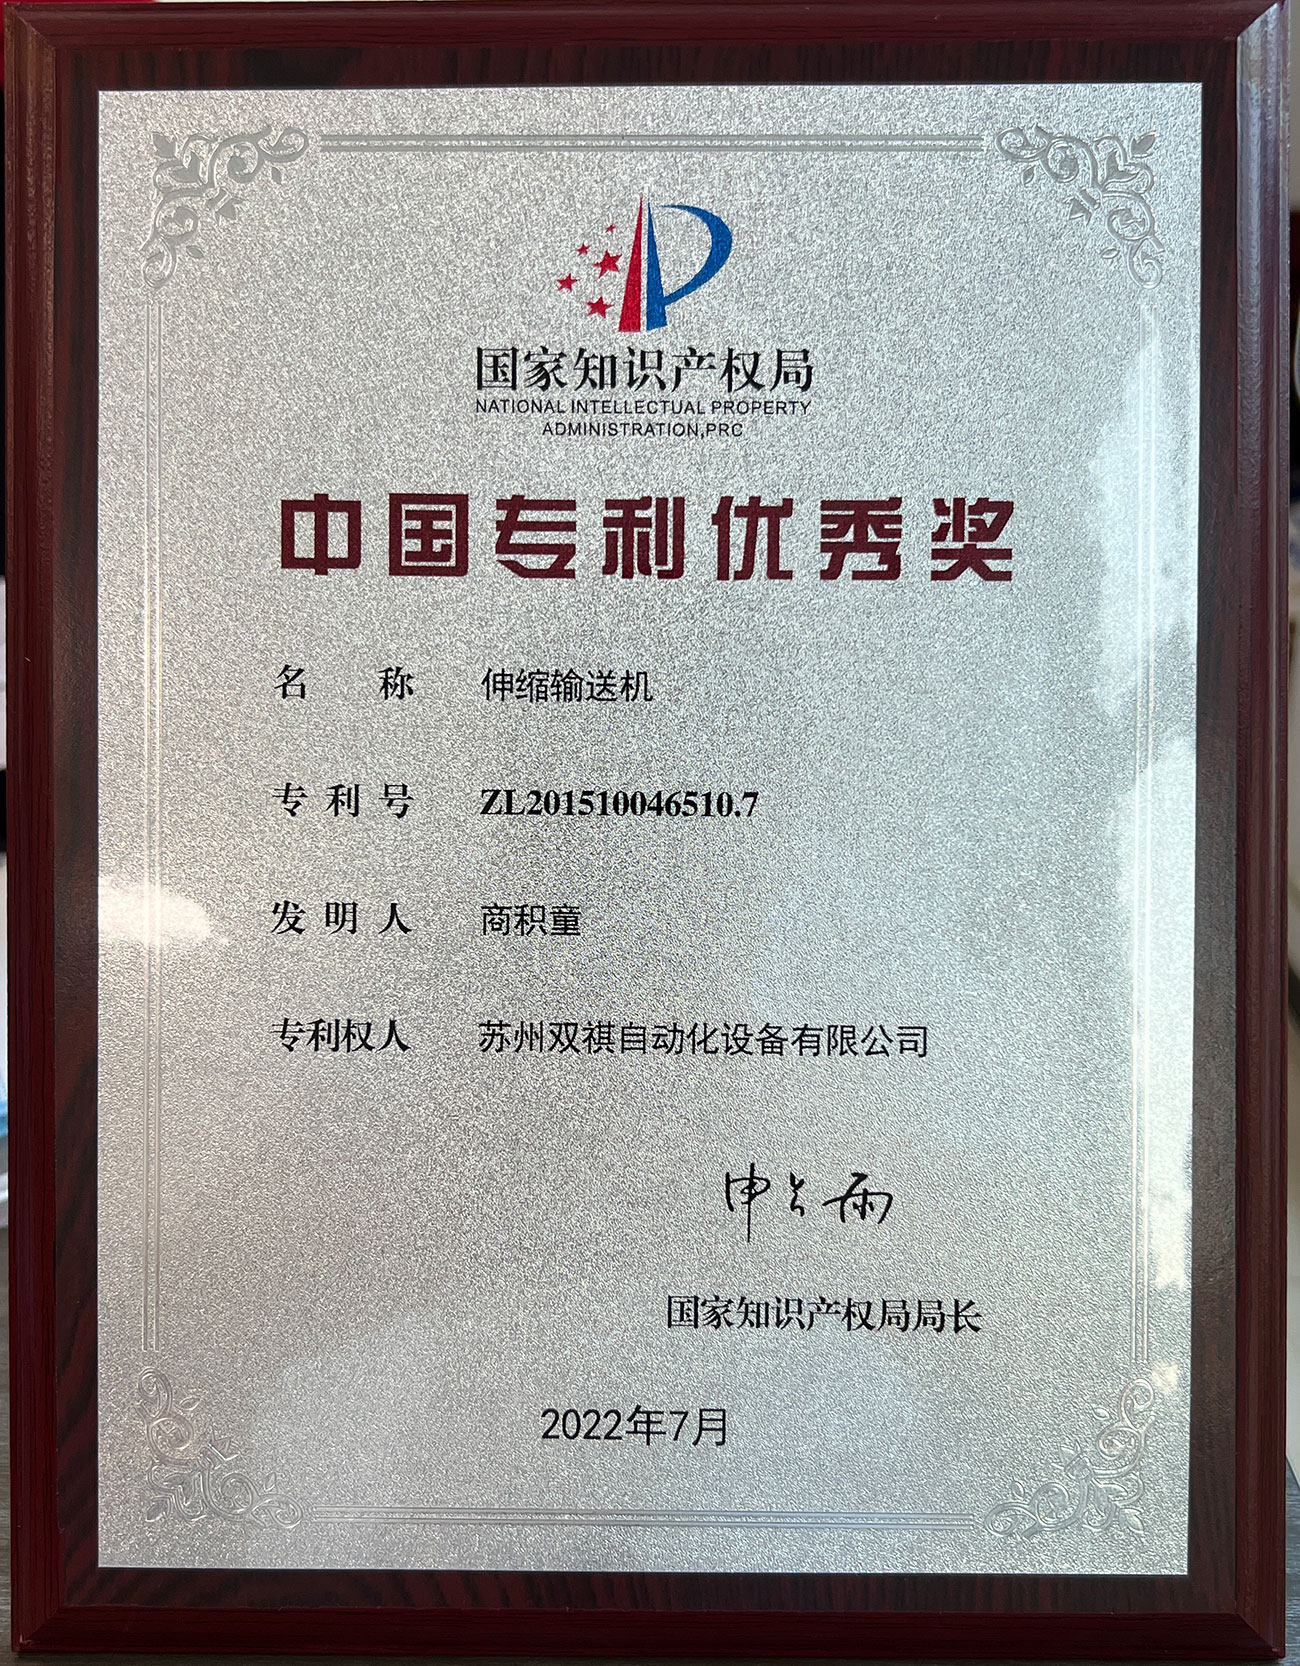 国家知识产权局
NATIONAL INTELLECTUAL PROPERTY
ADMINISTRATION,PRC
中国专利优秀奖
名 称 伸缩输送机
专 利 号 ZL201510046510.7
发 明 人 商积童
专利权人 苏州双祺自动化设备有限公司
申长雨
国家知识产权局局长
2022年7月